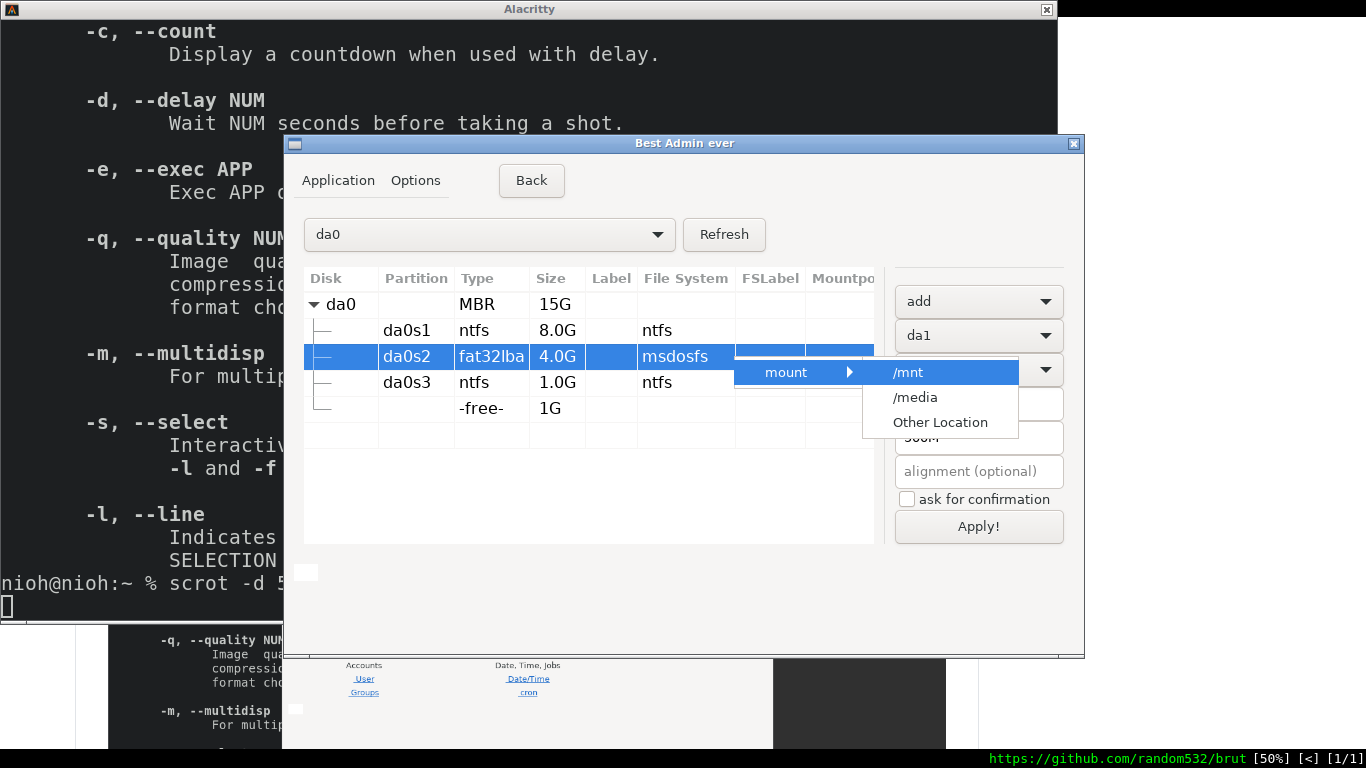 Alacritty
-c, --count
Display a countdown when used with delay.
-d, --delay NUM
Wait NUM seconds before taking a shot.
-e, --exec APP
Exec APP
-q, --quality NUM
Image qua
compressio
format cho
-m, --multidisp
For multip
-s, --select
Interactiv
-l and -f
-l, --line
Indicates
SELECTION
nioh@nioh:~ % scrot -d 5
Best Admin ever
Application Options Back
da0 Refresh
Disk Partition Type Size Label File System FSLabel Mountpo
da0 MBR 15G
da0s1 ntfs 8.0G ntfs
da0s2 fat32lba 4.0G msdosfs
da0s3 ntfs 1.0G ntfs
-free- 1G
mount
/mnt
/media
Other Location
add
da1
alignment (optional)
ask for confirmation
Apply!
-q, --quality NUM
Image qua
compressio
format cho
-m, --multidisp
For multip
Accounts
User
Groups
Date, Time, Jobs
Date/Time
cron
https://github.com/random532/brut [50%] [<] [1/1]